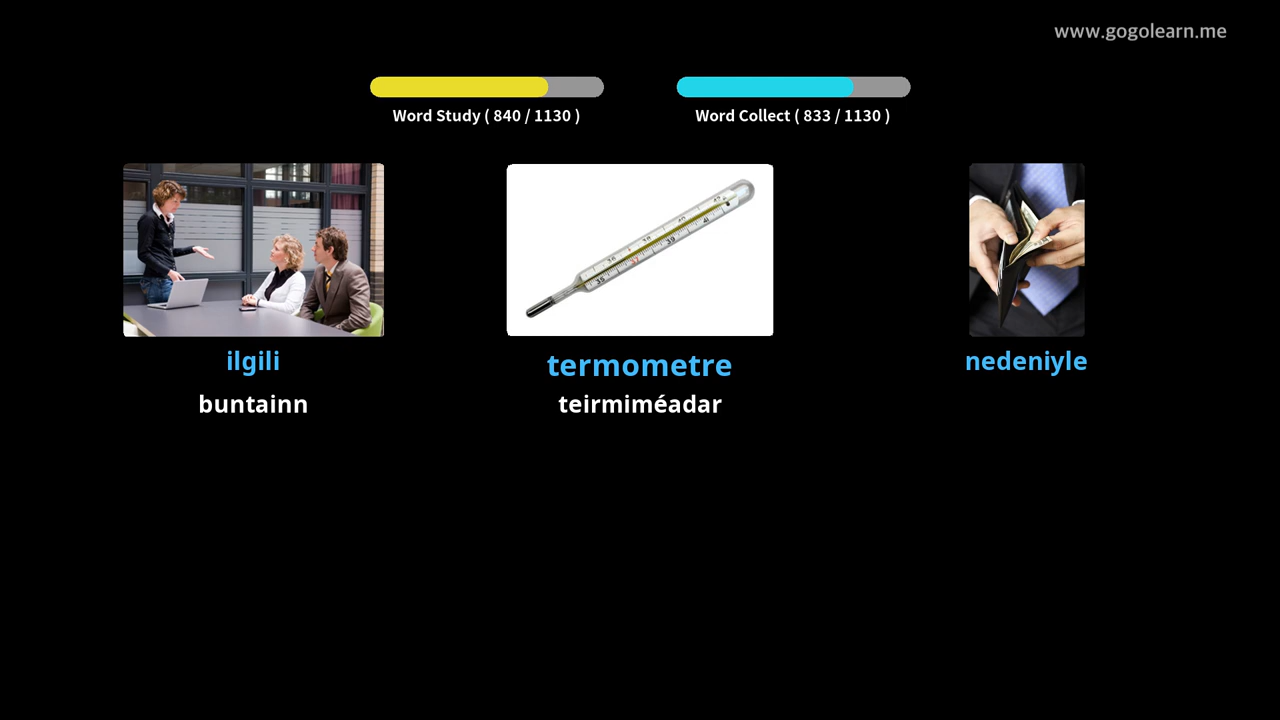 www.gogolearn.me
Word Study ( 840 / 1130 )
Word Collect ( 833 / 1130 )
ilgili
termometre
nedeniyle
buntainn
teirmiméadar